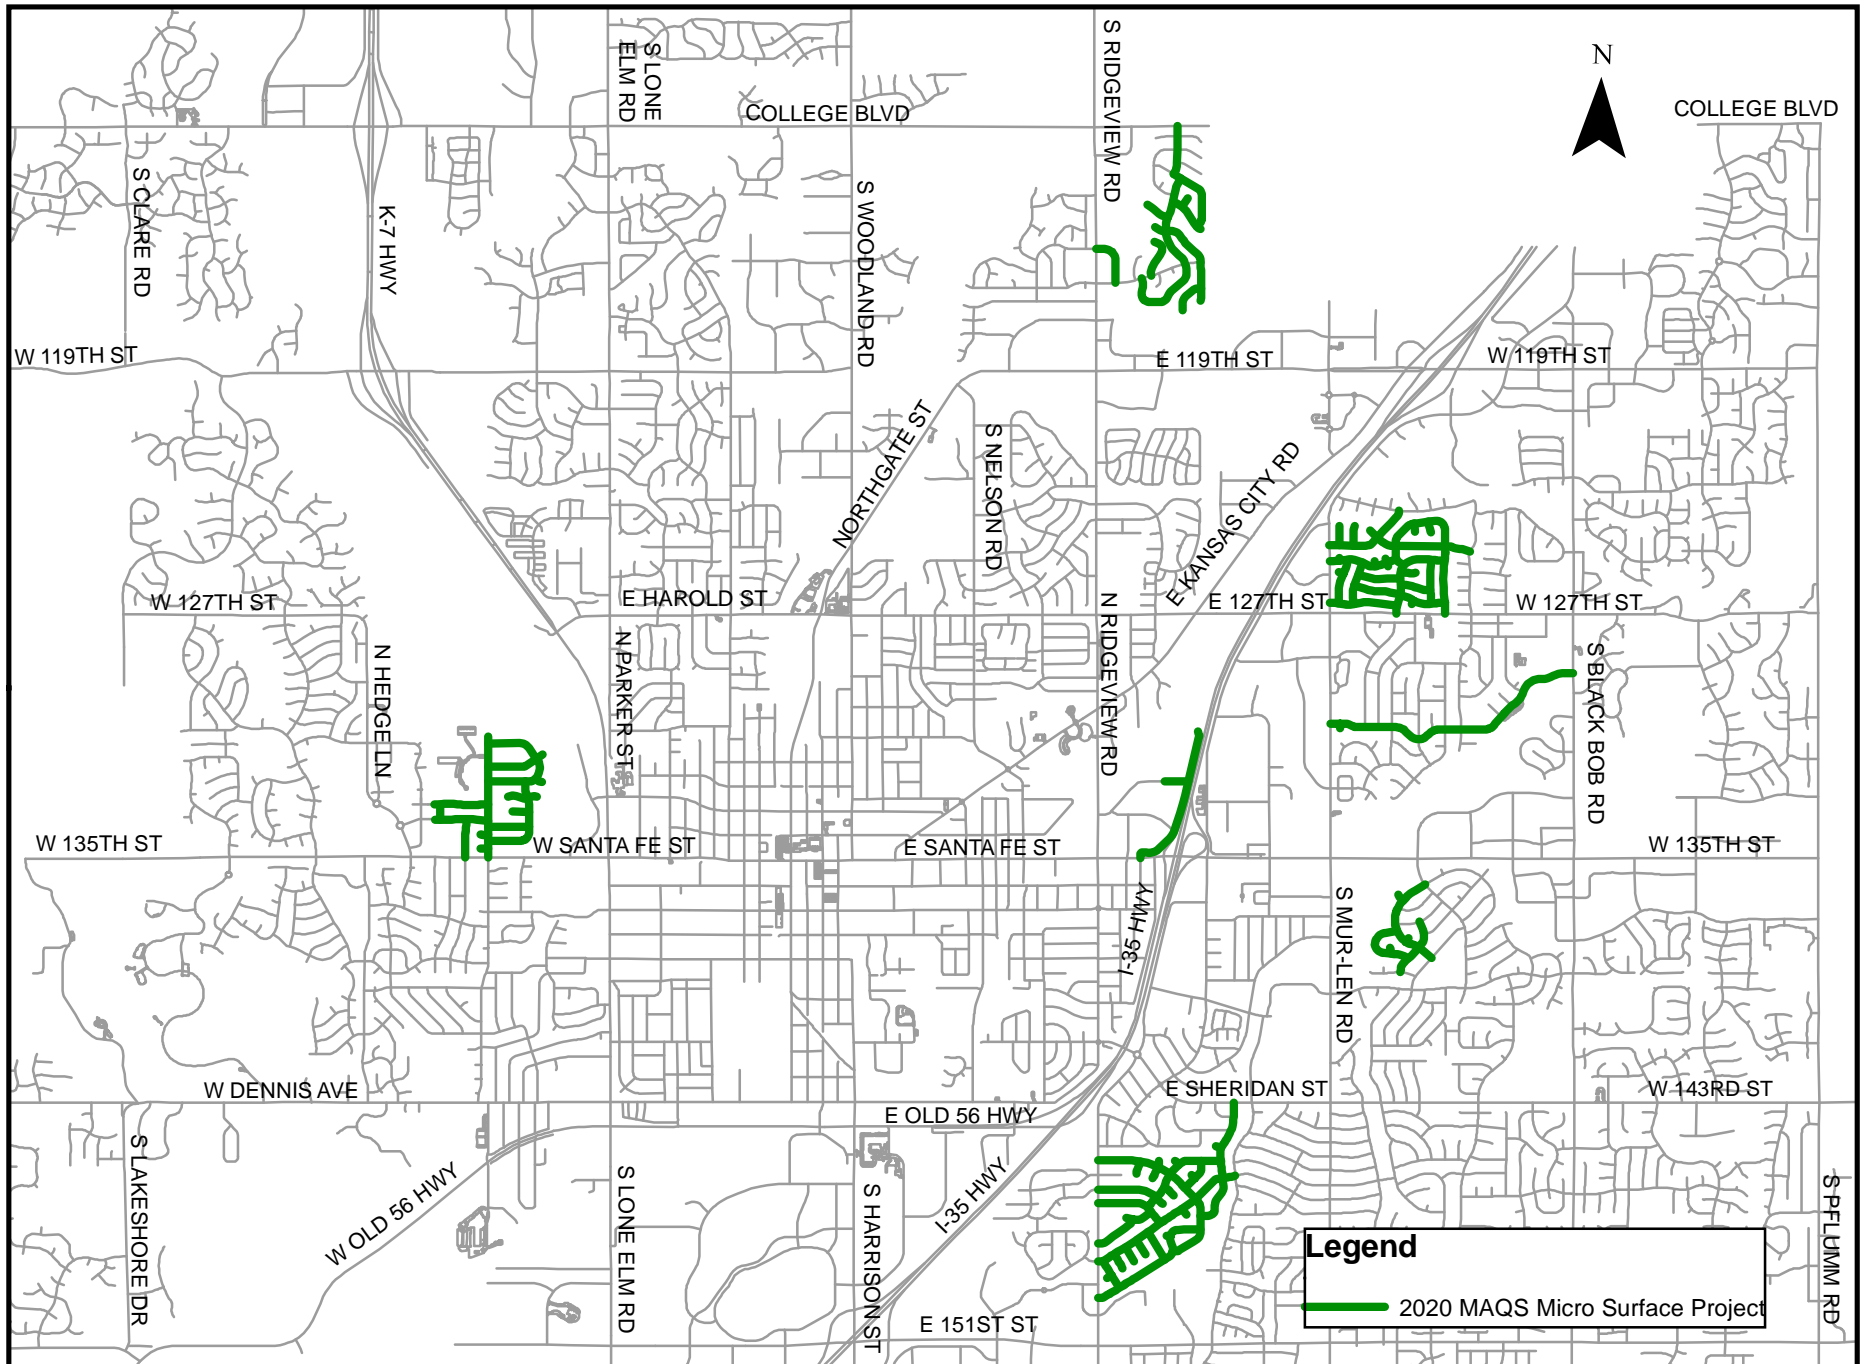 N
S LONE
ELM RD
S RIDGEVIEW RD
COLLEGE BLVD
COLLEGE BLVD
S CLARE RD
K-7 HWY
S WOODLAND RD
W 119TH ST
E 119TH ST
W 119TH ST
NORTHGATE ST
S NELSON RD
E KANSAS CITY RD
W 127TH ST
E HAROLD ST
E 127TH ST
W 127TH ST
N HEDGE LN
N PARKER ST
N RIDGEVIEW RD
S BLACK BOB RD
W 135TH ST
W SANTA FE ST
E SANTA FE ST
W 135TH ST
I-35 HWY
S MUR-LEN RD
W DENNIS AVE
E OLD 56 HWY
E SHERIDAN ST
W 143RD ST
S LAKESHORE DR
W OLD 56 HWY
S LONE ELM RD
S HARRISON ST
I-35 HWY
S PFLUMM RD
E 151ST ST
Legend
2020 MAQS Micro Surface Project